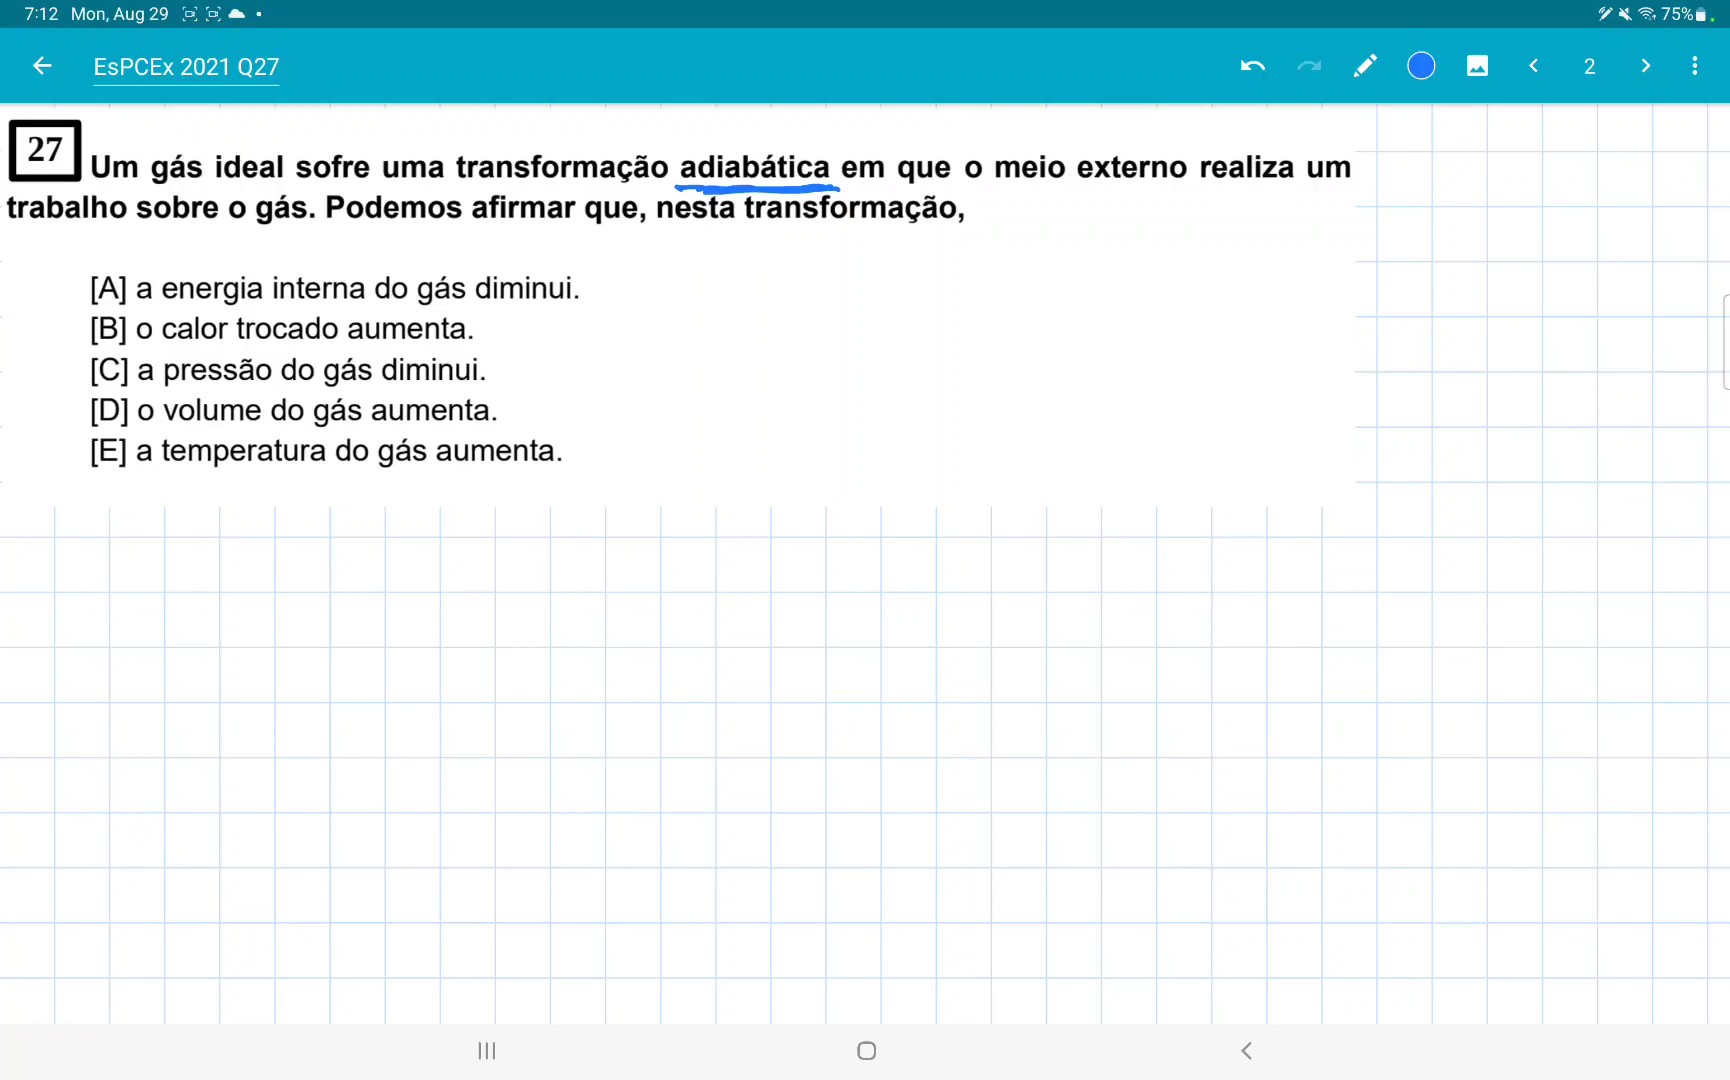 7:12 Mon, Aug 29
75%
EsPCEx 2021 Q27
2
27
Um gás ideal sofre uma transformação adiabática em que o meio externo realiza um
trabalho sobre o gás. Podemos afirmar que, nesta transformação,
[A] a energia interna do gás diminui.
[B] o calor trocado aumenta.
[C] a pressão do gás diminui.
[D] o volume do gás aumenta.
[E] a temperatura do gás aumenta.